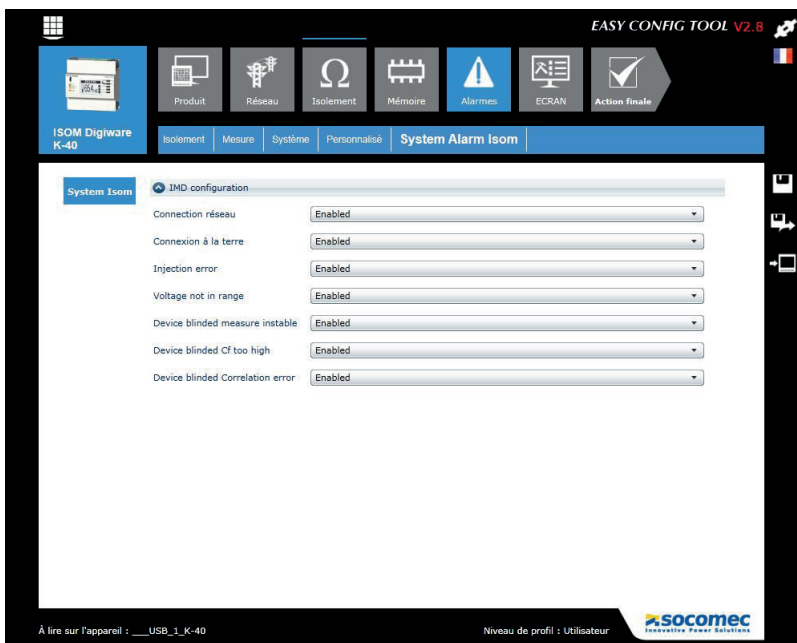 EASY CONFIG TOOL V2.8
Produit
Réseau
Isolement
Mémoire
Alarmes
ECRAN
Action finale
ISOM Digiware
K-40
Isolement
Mesure
Système
Personnalisé
System Alarm Isom
System Isom
IMD configuration
Connection réseau Enabled
Connexion à la terre Enabled
Injection error Enabled
Voltage not in range Enabled
Device blinded measure instable Enabled
Device blinded Cf too high Enabled
Device blinded Correlation error Enabled
À lire sur l'appareil : ___USB_1_K-40
Niveau de profil : Utilisateur
socomec
Innovative Power Solutions